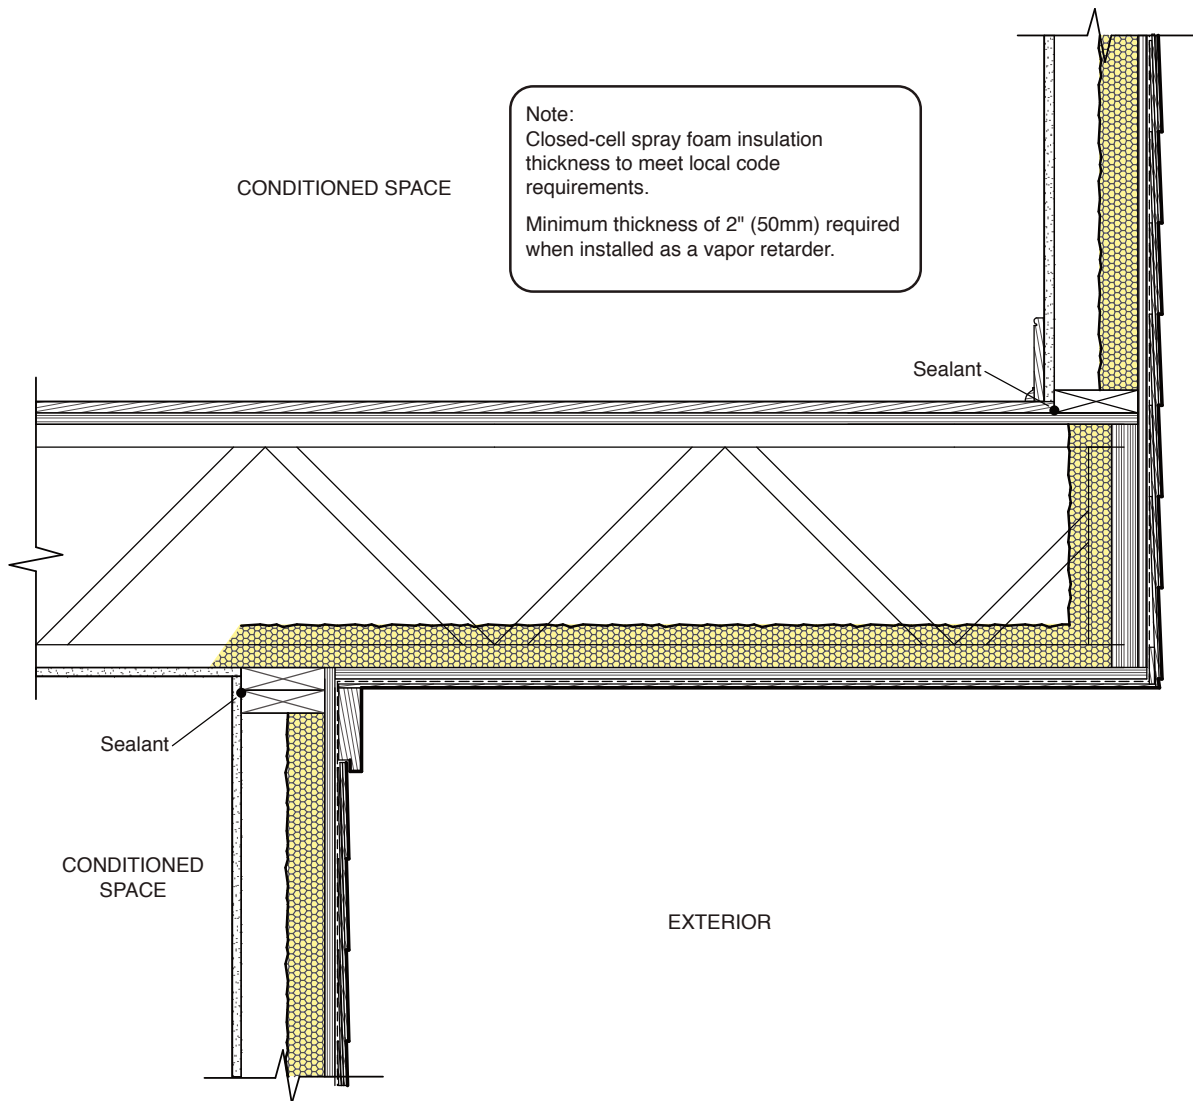 Note:
Closed-cell spray foam insulation
thickness to meet local code
requirements.
Minimum thickness of 2" (50mm) required
when installed as a vapor retarder.
CONDITIONED SPACE
Sealant
Sealant
CONDITIONED
SPACE
EXTERIOR